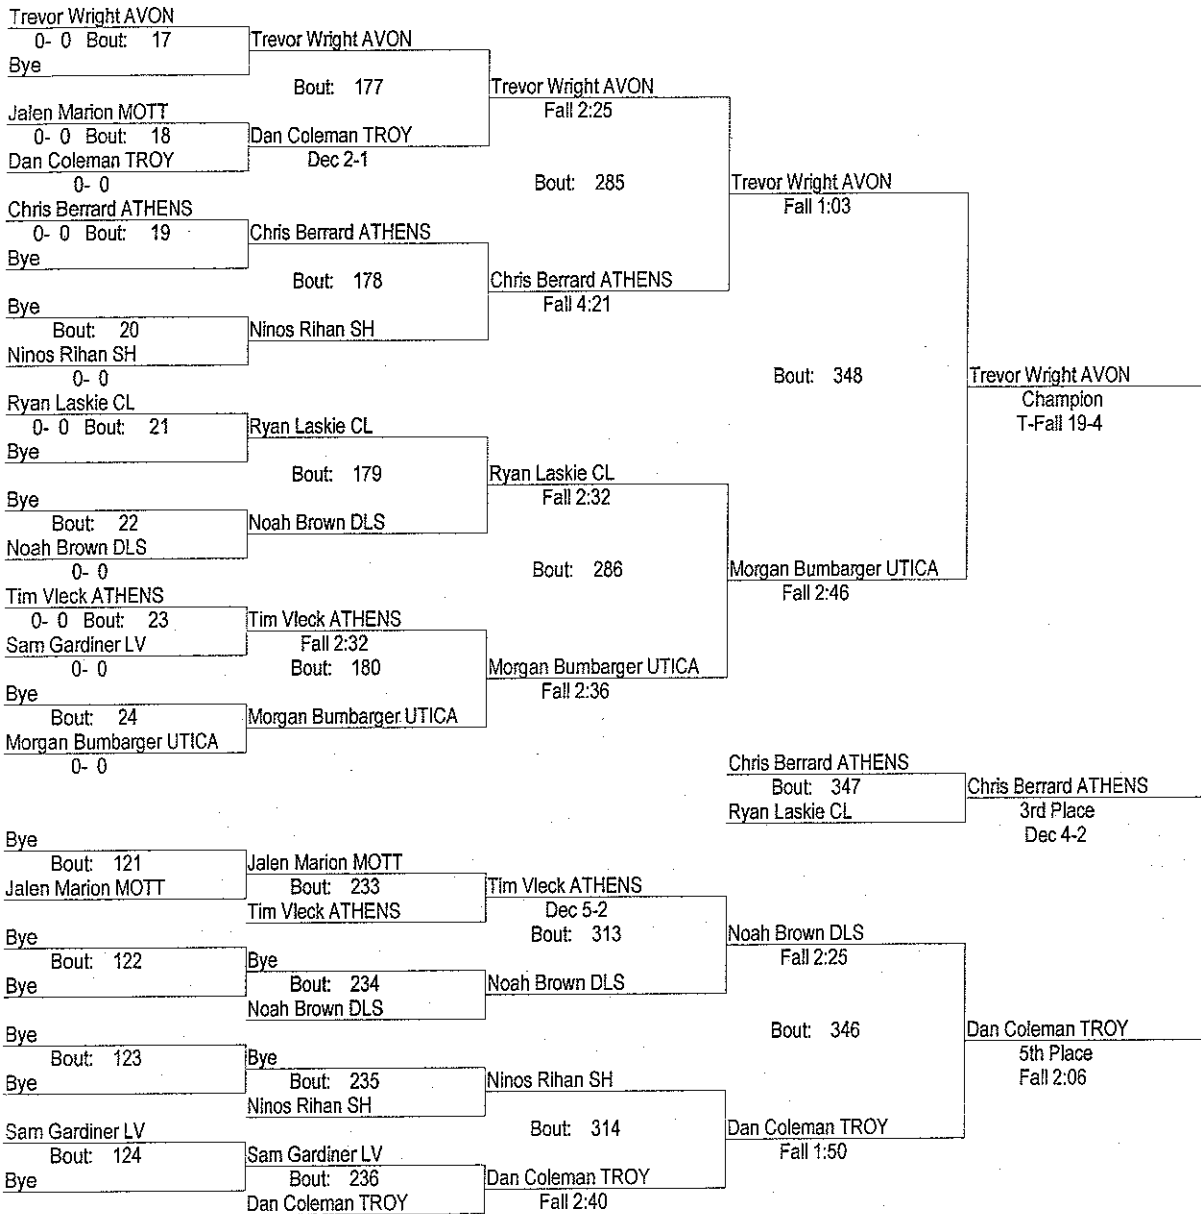 Trevor Wright AVON
0- 0 Bout: 17
Bye
Trevor Wright AVON
Bout: 177
Jalen Marion MOTT
0- 0 Bout: 18
Dan Coleman TROY
0- 0
Dan Coleman TROY
Dec 2-1
Trevor Wright AVON
Fall 2:25
Bout: 285
Chris Berrard ATHENS
0- 0 Bout: 19
Bye
Chris Berrard ATHENS
Bout: 178
Bye
Bout: 20
Ninos Rihan SH
0- 0
Ninos Rihan SH
Chris Berrard ATHENS
Fall 4:21
Trevor Wright AVON
Fall 1:03
Bout: 348
Ryan Laskie CL
0- 0 Bout: 21
Bye
Ryan Laskie CL
Bout: 179
Bye
Bout: 22
Noah Brown DLS
0- 0
Noah Brown DLS
Ryan Laskie CL
Fall 2:32
Bout: 286
Tim Vleck ATHENS
0- 0 Bout: 23
Sam Gardiner LV
0- 0
Tim Vleck ATHENS
Fall 2:32
Bout: 180
Bye
Bout: 24
Morgan Bumbarger UTICA
0- 0
Morgan Bumbarger UTICA
Morgan Bumbarger UTICA
Fall 2:36
Morgan Bumbarger UTICA
Fall 2:46
Trevor Wright AVON
Champion
T-Fall 19-4
Chris Berrard ATHENS
Bout: 347
Ryan Laskie CL
Chris Berrard ATHENS
3rd Place
Dec 4-2
Bye
Bout: 121
Jalen Marion MOTT
Jalen Marion MOTT
Bout: 233
Tim Vleck ATHENS
Tim Vleck ATHENS
Dec 5-2
Bout: 313
Bye
Bout: 122
Bye
Bye
Bout: 234
Noah Brown DLS
Noah Brown DLS
Noah Brown DLS
Fall 2:25
Bout: 346
Bye
Bout: 123
Bye
Bye
Bout: 235
Ninos Rihan SH
Ninos Rihan SH
Bout: 314
Sam Gardiner LV
Bout: 124
Bye
Sam Gardiner LV
Bout: 236
Dan Coleman TROY
Dan Coleman TROY
Fall 2:40
Dan Coleman TROY
Fall 1:50
Dan Coleman TROY
5th Place
Fall 2:06